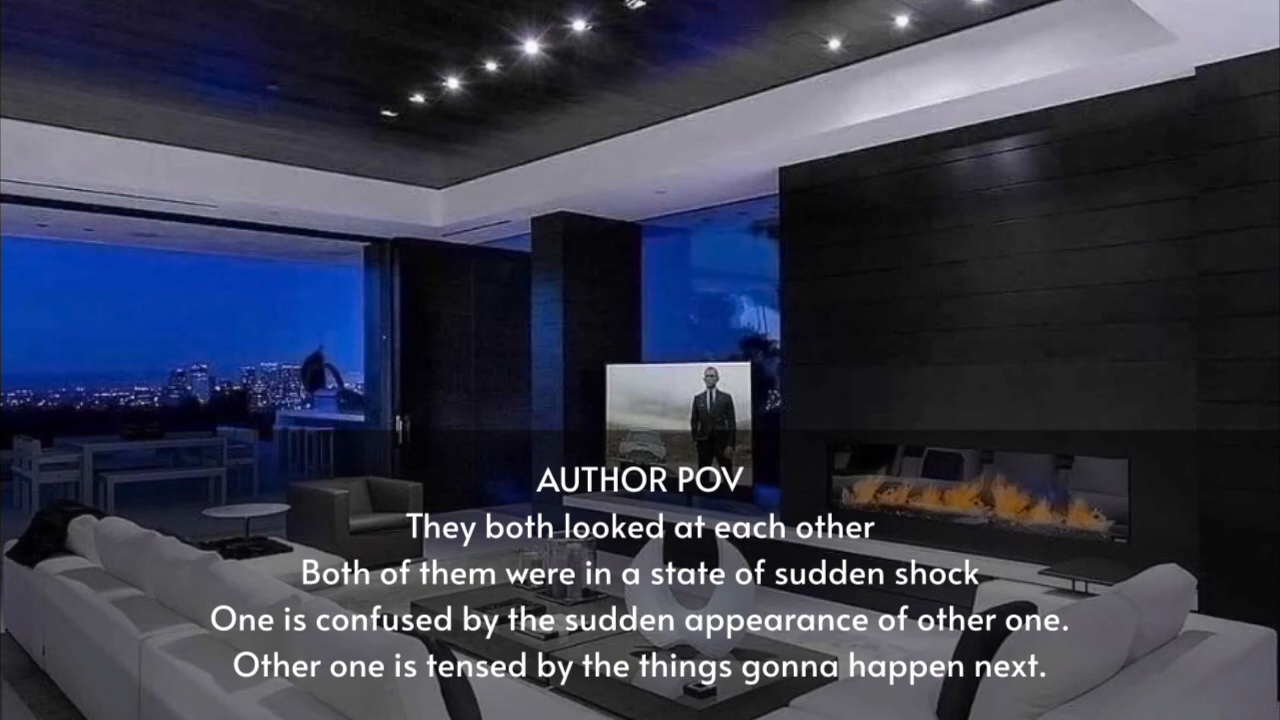 AUTHOR POV
They both looked at each other
Both of them were in a state of sudden shock
One is confused by the sudden appearance of other one.
Other one is tensed by the things gonna happen next.